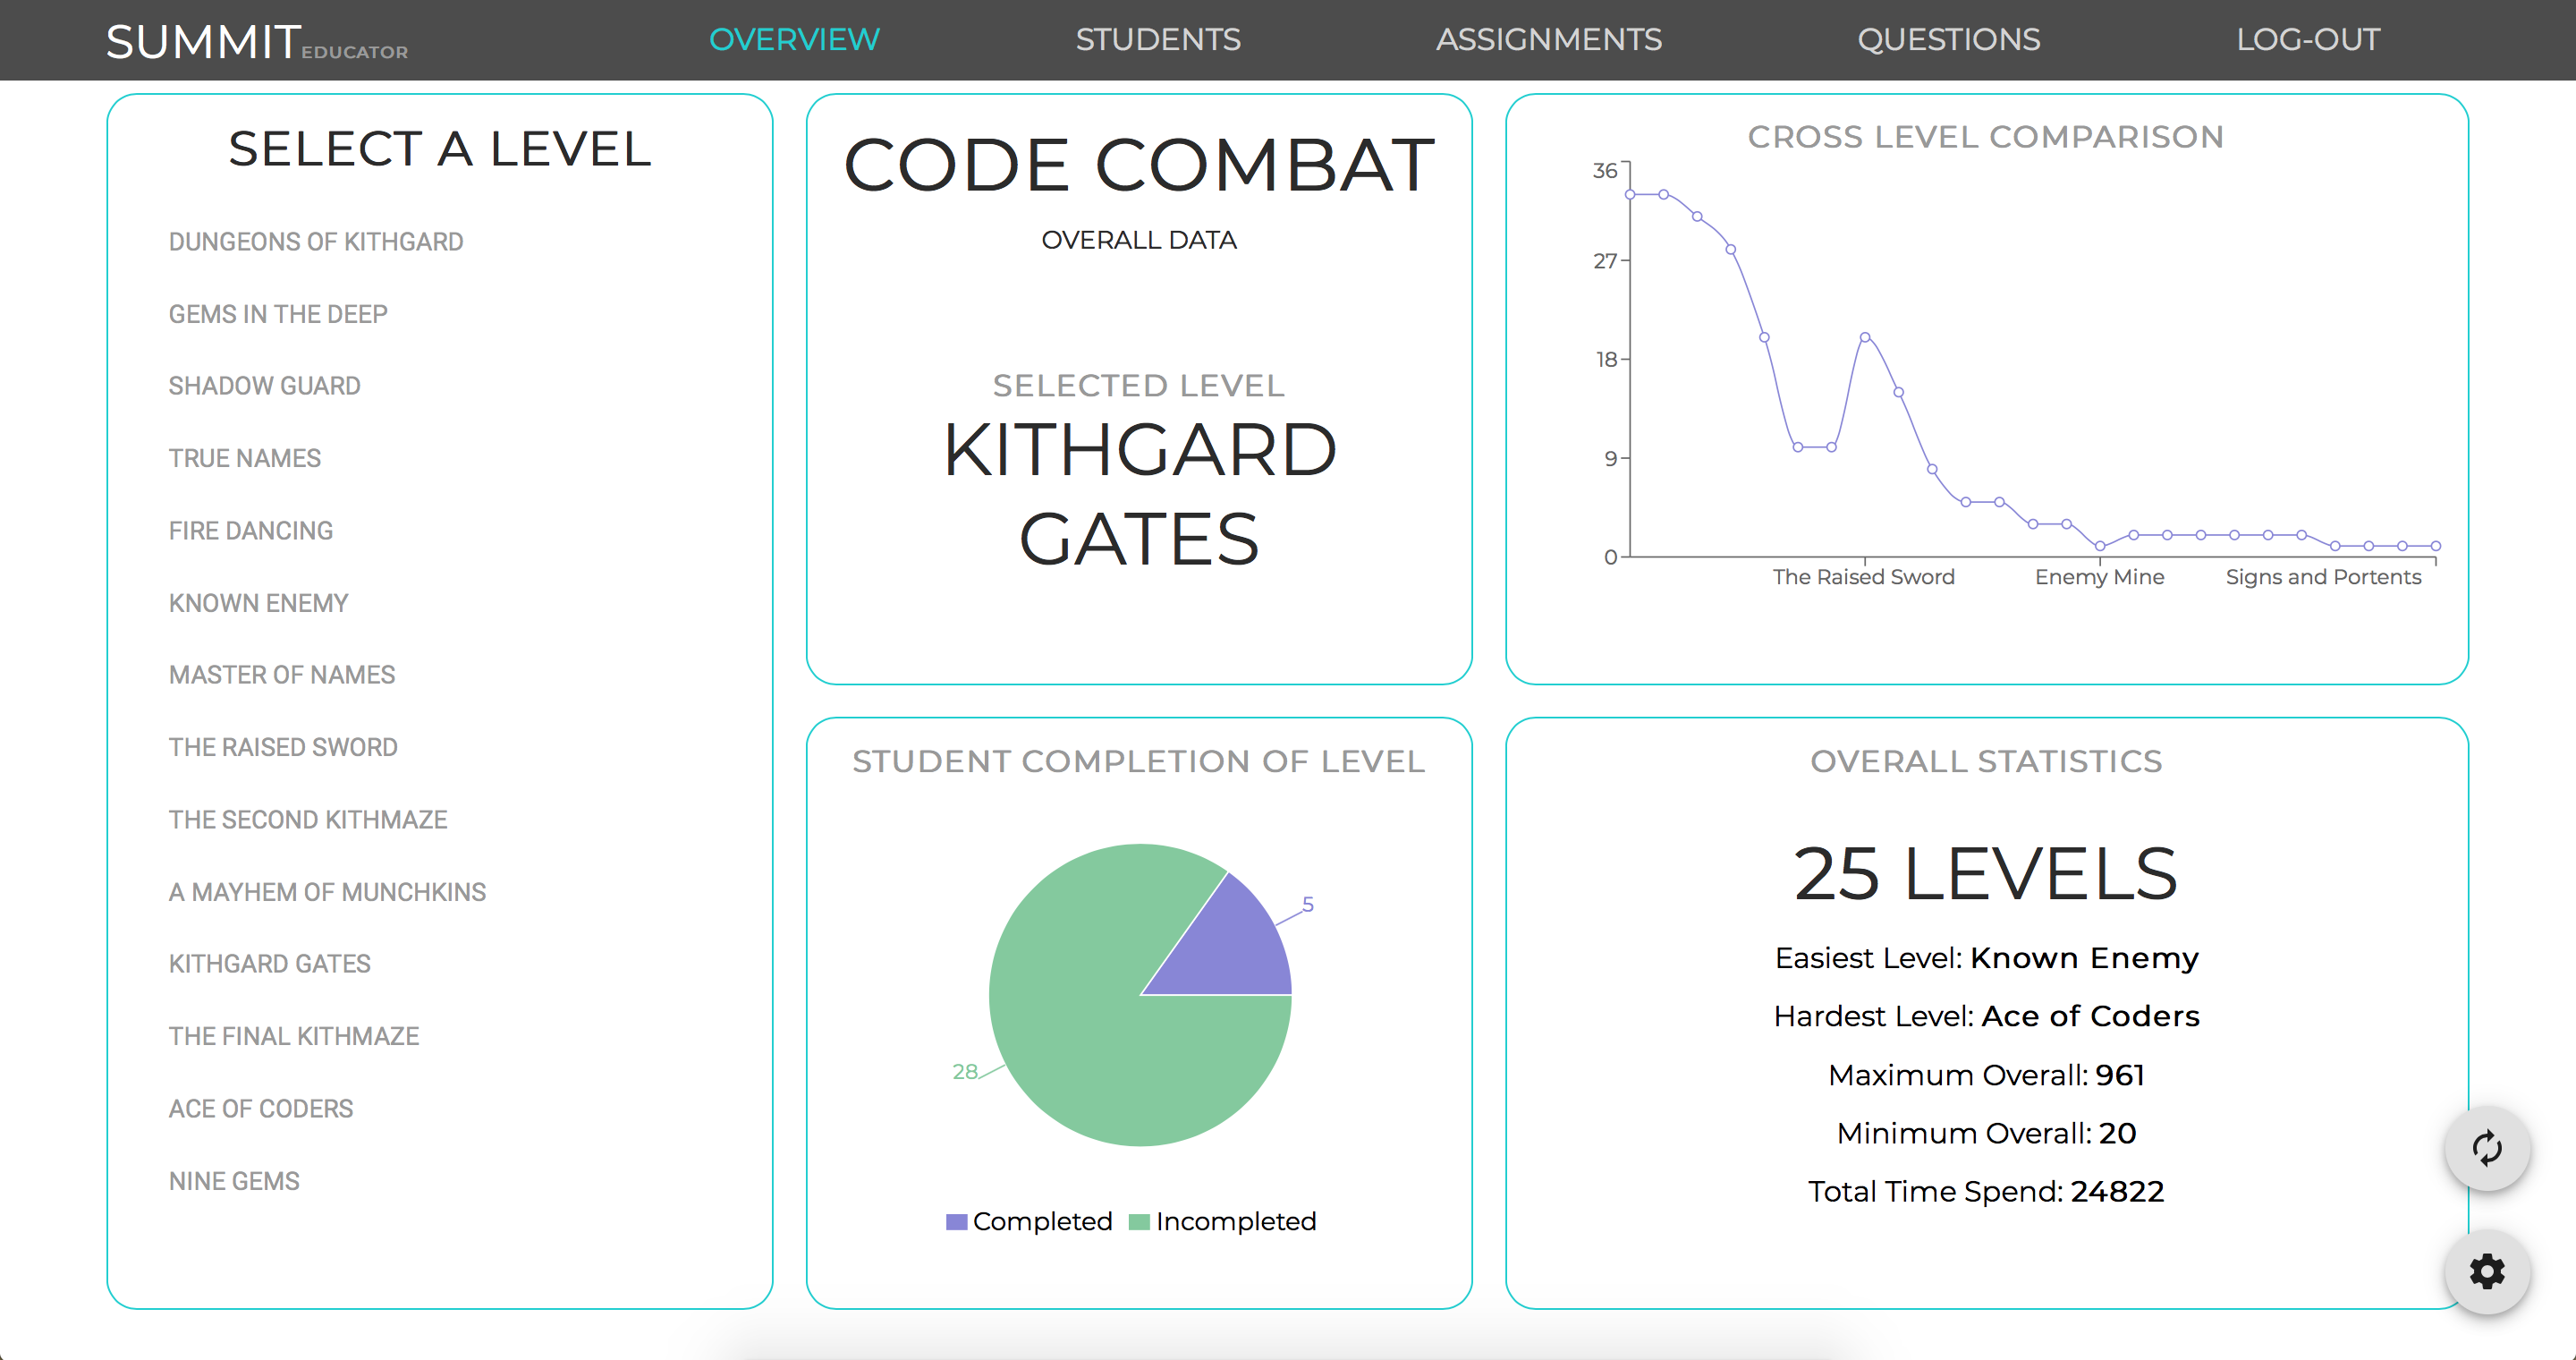 SUMMIT EDUCATOR
OVERVIEW
STUDENTS
ASSIGNMENTS
QUESTIONS
LOG-OUT
SELECT A LEVEL
DUNGEONS OF KITHGARD
GEMS IN THE DEEP
SHADOW GUARD
TRUE NAMES
FIRE DANCING
KNOWN ENEMY
MASTER OF NAMES
THE RAISED SWORD
THE SECOND KITHMAZE
A MAYHEM OF MUNCHKINS
KITHGARD GATES
THE FINAL KITHMAZE
ACE OF CODERS
NINE GEMS
CODE COMBAT
OVERALL DATA
SELECTED LEVEL
KITHGARD
GATES
CROSS LEVEL COMPARISON
36
27
18
9
0
The Raised Sword
Enemy Mine
Signs and Portents
STUDENT COMPLETION OF LEVEL
5
28
Completed
Incompleted
OVERALL STATISTICS
25 LEVELS
Easiest Level: Known Enemy
Hardest Level: Ace of Coders
Maximum Overall: 961
Minimum Overall: 20
Total Time Spend: 24822